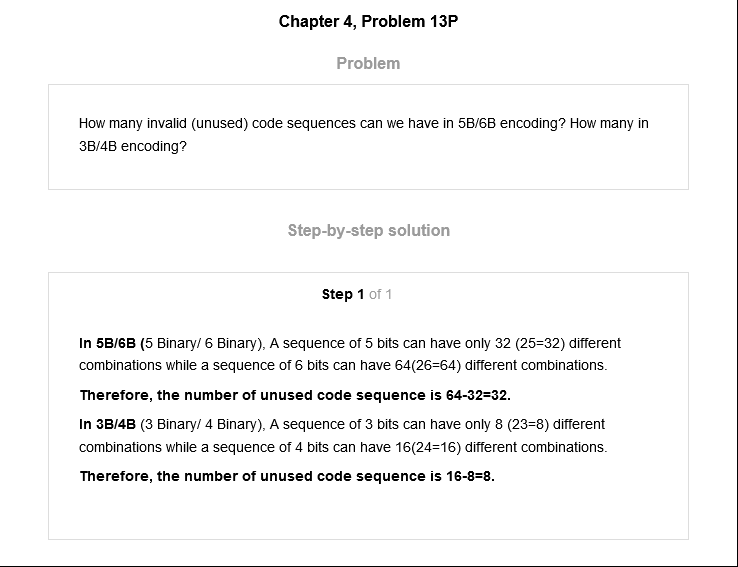 Chapter 4, Problem 13P
Problem
How many invalid (unused) code sequences can we have in 5B/6B encoding? How many in
3B/4B encoding?
Step-by-step solution
Step 1 of 1
In 5B/6B (5 Binary/ 6 Binary), A sequence of 5 bits can have only 32 (25=32) different
combinations while a sequence of 6 bits can have 64(26=64) different combinations.
Therefore, the number of unused code sequence is 64-32=32.
In 3B/4B (3 Binary/ 4 Binary), A sequence of 3 bits can have only 8 (23=8) different
combinations while a sequence of 4 bits can have 16(24=16) different combinations.
Therefore, the number of unused code sequence is 16-8=8.